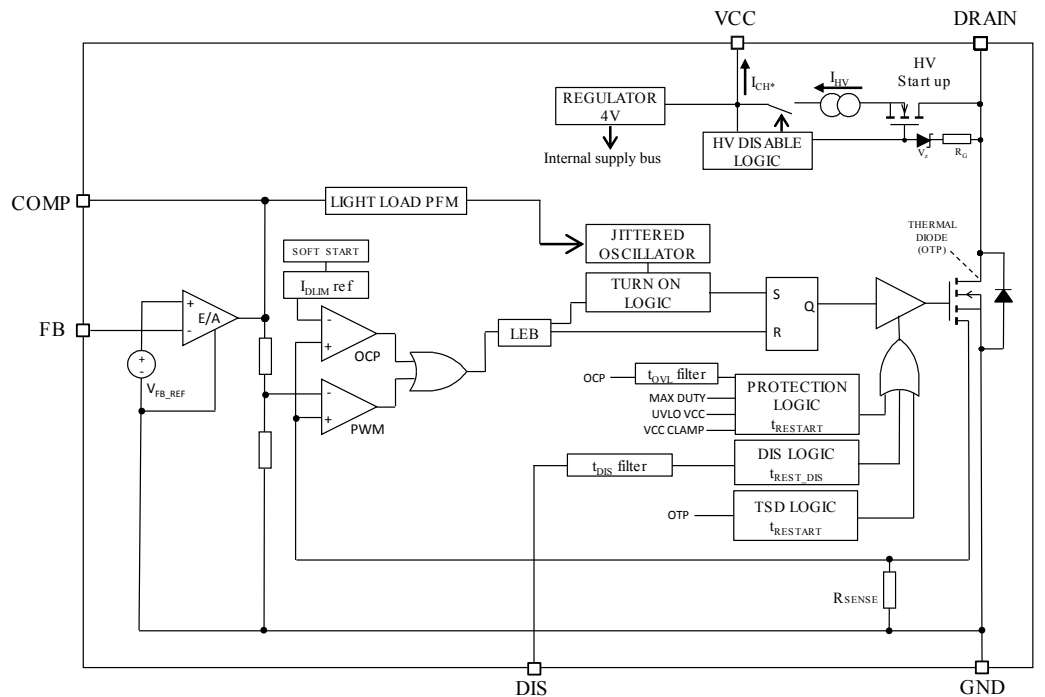 VCC
DRAIN
HV
Start up
I_HV
I_CH*
REGULATOR
4V
HV DISABLE
LOGIC
V_z
R_G
Internal supply bus
COMP
LIGHT LOAD PFM
JITTERED
OSCILLATOR
THERMAL
DIODE
(OTP)
SOFT START
I_DLIM ref
TURN ON
LOGIC
S
Q
R
+
E/A
-
FB
-
+
OCP
LEB
+
-
V_FB_REF
-
+
PWM
OCP
t_OVL filter
MAX DUTY
UVLO VCC
VCC CLAMP
PROTECTION
LOGIC
t_RESTART
t_DIS filter
DIS LOGIC
t_REST_DIS
OTP
TSD LOGIC
t_RESTART
R_SENSE
DIS
GND